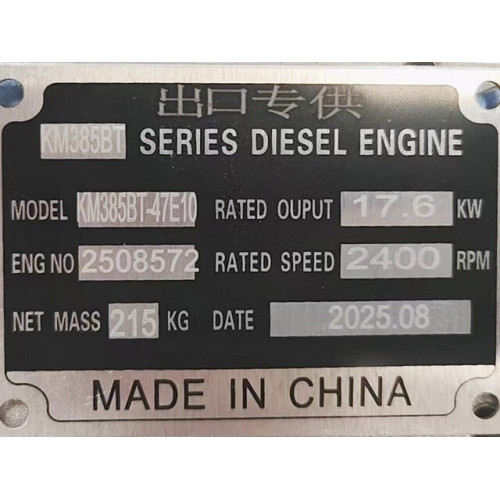 出口专供
KM385BT SERIES DIESEL ENGINE
MODEL KM385BT-47E10 RATED OUPUT 17.6 KW
ENG NO 2508572 RATED SPEED 2400 RPM
NET MASS 215 KG DATE 2025.08
MADE IN CHINA